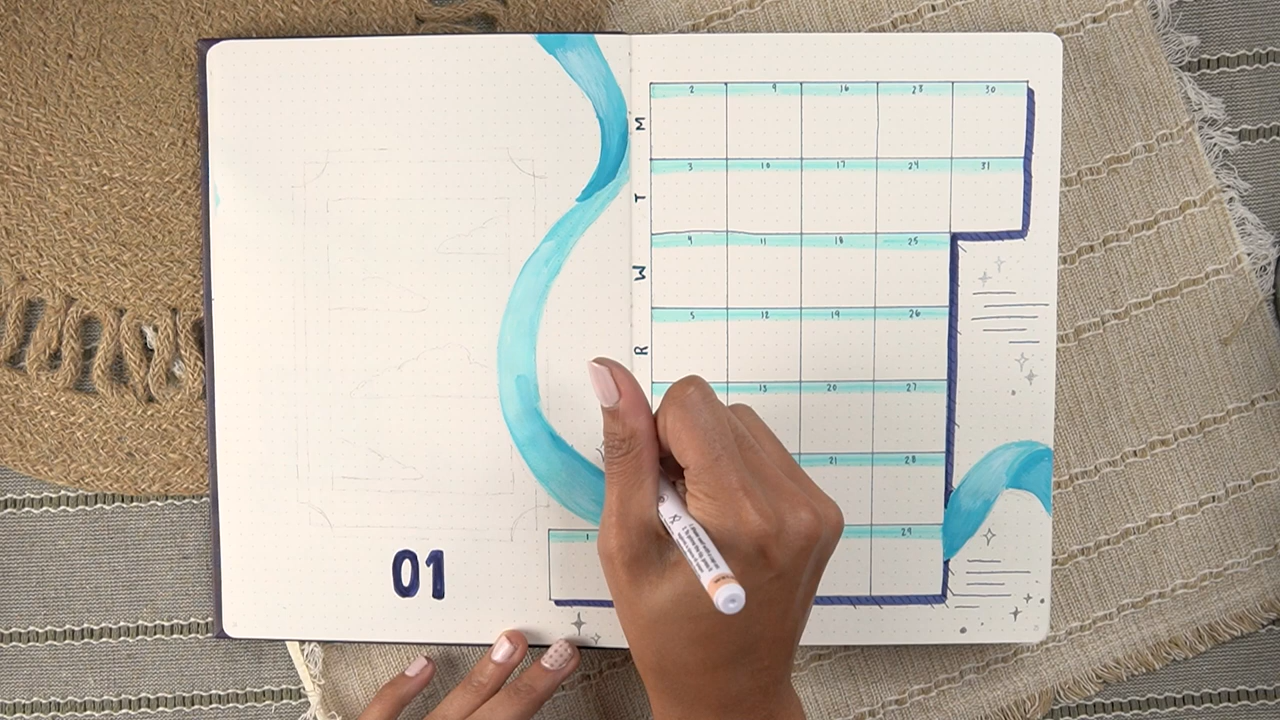 M 2 9 16 23 30
T 3 10 17 24 31
W 4 11 18 25
R 5 12 19 26
13 20 27
21 28
1 29
01